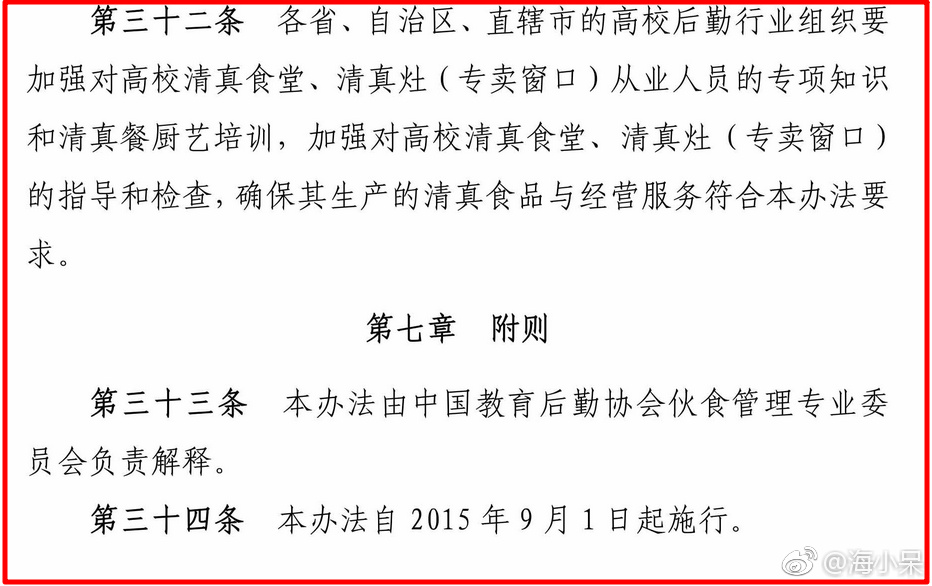 第三十二条 各省、自治区、直辖市的高校后勤行业组织要
加强对高校清真食堂、清真灶（专卖窗口）从业人员的专项知识
和清真餐厨艺培训，加强对高校清真食堂、清真灶（专卖窗口）
的指导和检查，确保其生产的清真食品与经营服务符合本办法要
求。
第七章 附则
第三十三条 本办法由中国教育后勤协会伙食管理专业委
员会负责解释。
第三十四条 本办法自 2015 年 9 月 1 日起施行。
@海小呆